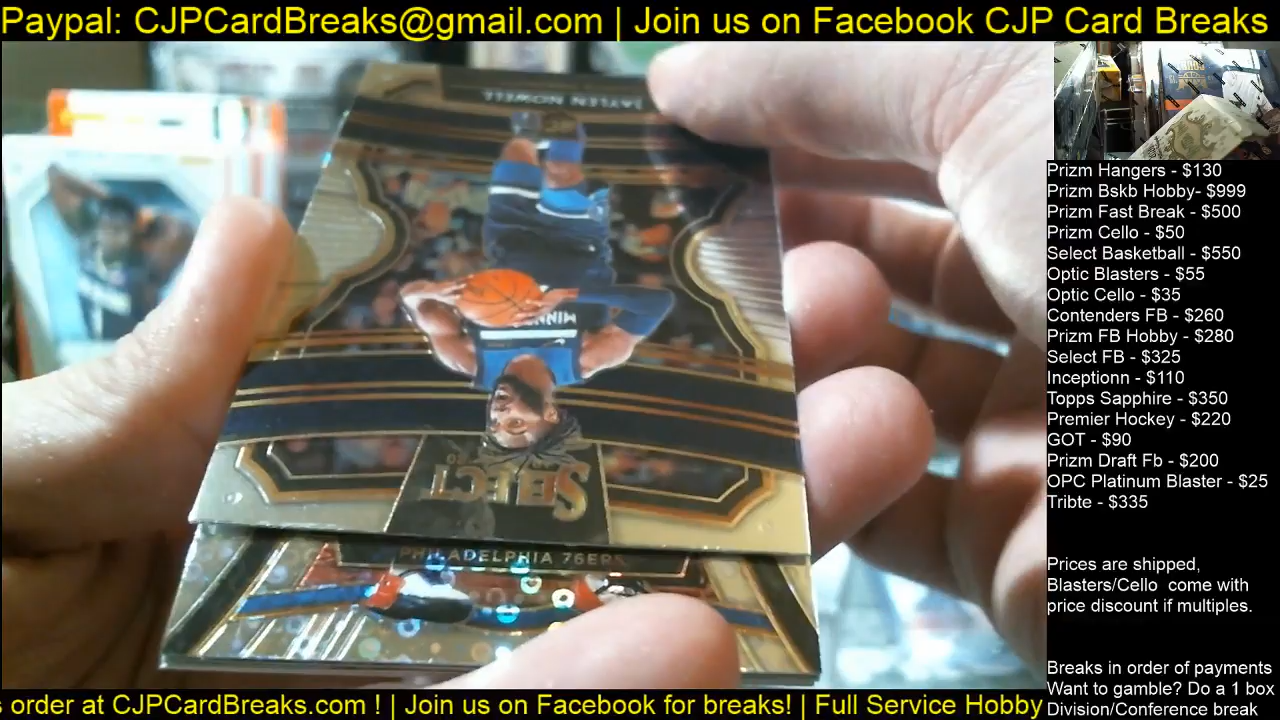 Paypal: CJPCardBreaks@gmail.com | Join us on Facebook CJP Card Breaks
JAYLEN NOWELL
MINNE
SELECT
PHILADELPHIA 76ERS
Prizm Hangers - $130
Prizm Bskb Hobby- $999
Prizm Fast Break - $500
Prizm Cello - $50
Select Basketball - $550
Optic Blasters - $55
Optic Cello - $35
Contenders FB - $260
Prizm FB Hobby - $280
Select FB - $325
Inceptionn - $110
Topps Sapphire - $350
Premier Hockey - $220
GOT - $90
Prizm Draft Fb - $200
OPC Platinum Blaster - $25
Tribte - $335
Prices are shipped,
Blasters/Cello come with
price discount if multiples.
Breaks in order of payments
Want to gamble? Do a 1 box
Division/Conference break
s order at CJPCardBreaks.com ! | Join us on Facebook for breaks! | Full Service Hobby